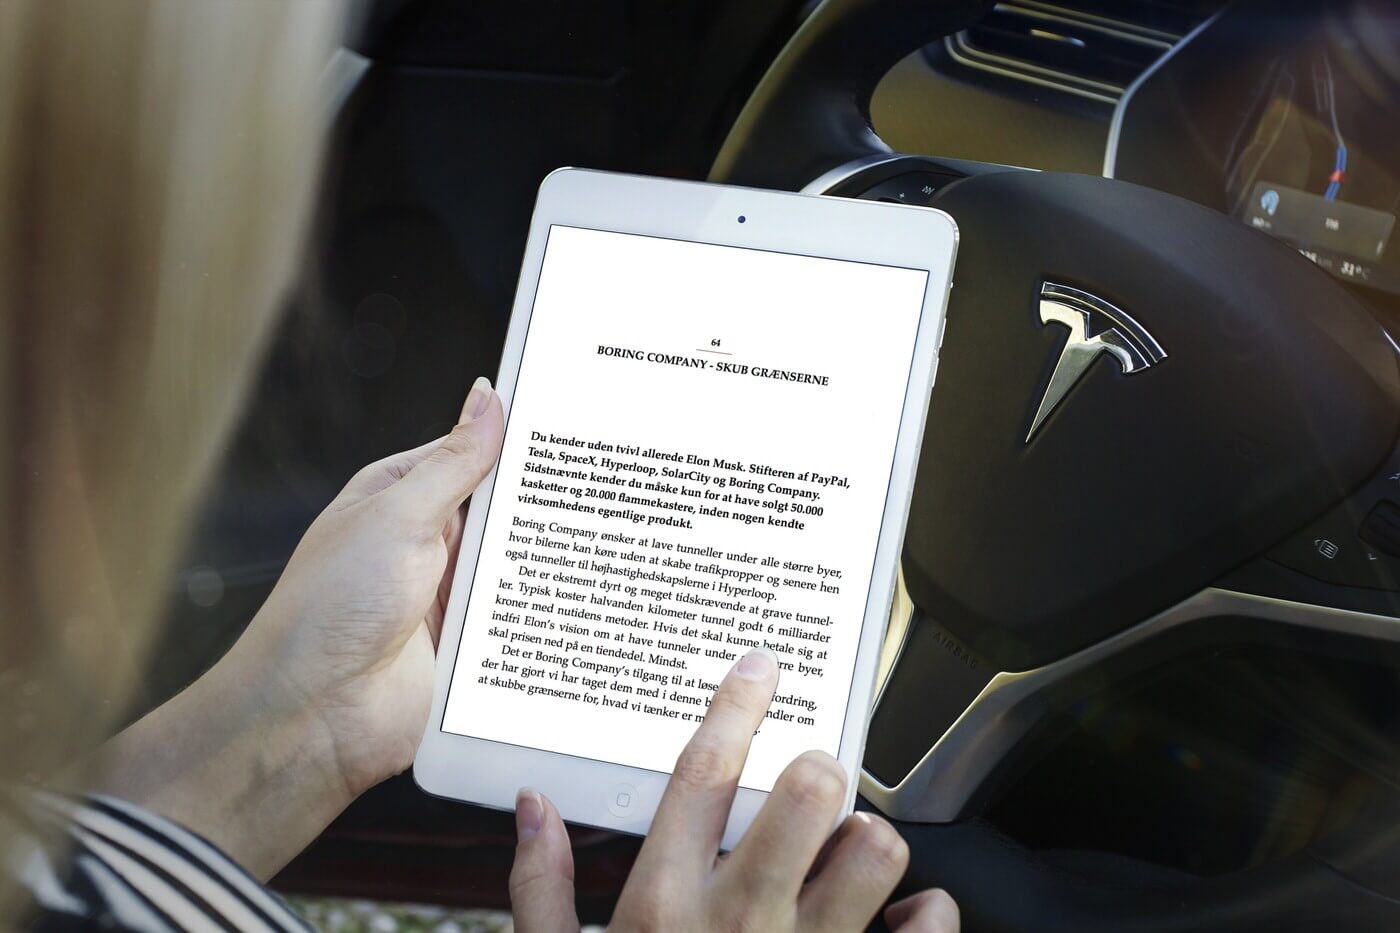 64
BORING COMPANY - SKUB GRÆNSERNE
Du kender uden tvivl allerede Elon Musk. Stifteren af PayPal,
Tesla, SpaceX, Hyperloop, SolarCity og Boring Company.
Sidstnævnte kender du måske kun for at have solgt 50.000
kasketter og 20.000 flammekastere, inden nogen kendte
virksomhedens egentlige produkt.
Boring Company ønsker at lave tunneller under alle større byer,
hvor bilerne kan køre uden at skabe trafikpropper og senere hen
også tunneller til højhastighedskapslerne i Hyperloop.
Det er ekstremt dyrt og meget tidskrævende at grave tunnel-
ler. Typisk koster halvanden kilometer tunnel godt 6 milliarder
kroner med nutidens metoder. Hvis det skal kunne betale sig at
indfri Elon's vision om at have tunneler under byer,
skal prisen ned på en tiendedel. Mindst.
Det er Boring Company's tilgang til at
der har gjort vi har taget dem med i denne om
at skubbe grænserne for, hvad vi tænker er
AIRBAG
31°